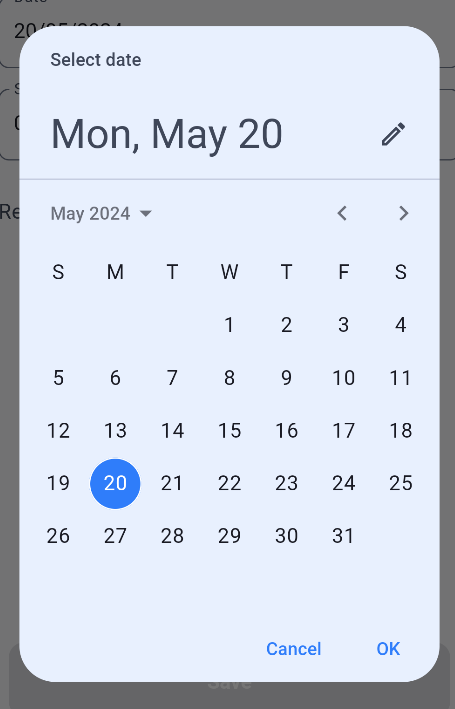 Date
20/05/2024
Select date
Mon, May 20
May 2024
S M T W T F S
1 2 3 4
5 6 7 8 9 10 11
12 13 14 15 16 17 18
19 20 21 22 23 24 25
26 27 28 29 30 31
Cancel OK
Save